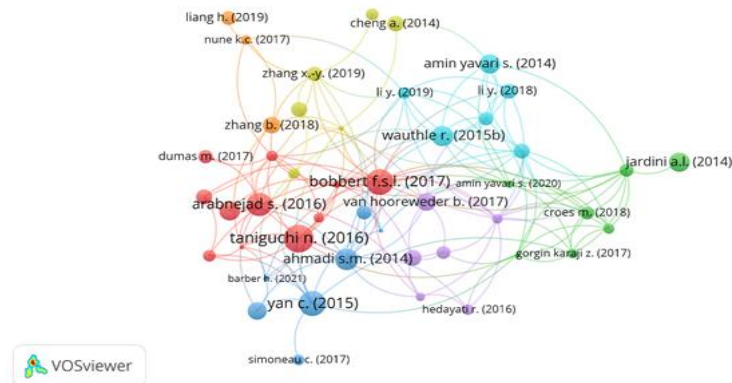 liang h. (2019)
cheng a. (2014)
nune k.c. (2017)
zhang x.-y. (2019)
amin yavari s. (2014)
li y. (2019)
li y. (2018)
zhang b. (2018)
wauthle r. (2015b)
dumas m. (2017)
jardini a.l. (2014)
bobbert f.s.l. (2017)
amin yavari s. (2020)
arabnejad s. (2016)
van hooreweder b. (2017)
croes m. (2018)
taniguchi n. (2016)
ahmadi s.m. (2014)
gorgin karaji z. (2017)
barber h. (2021)
yan c. (2015)
hedayati r. (2016)
simoneau c. (2017)
VOSviewer